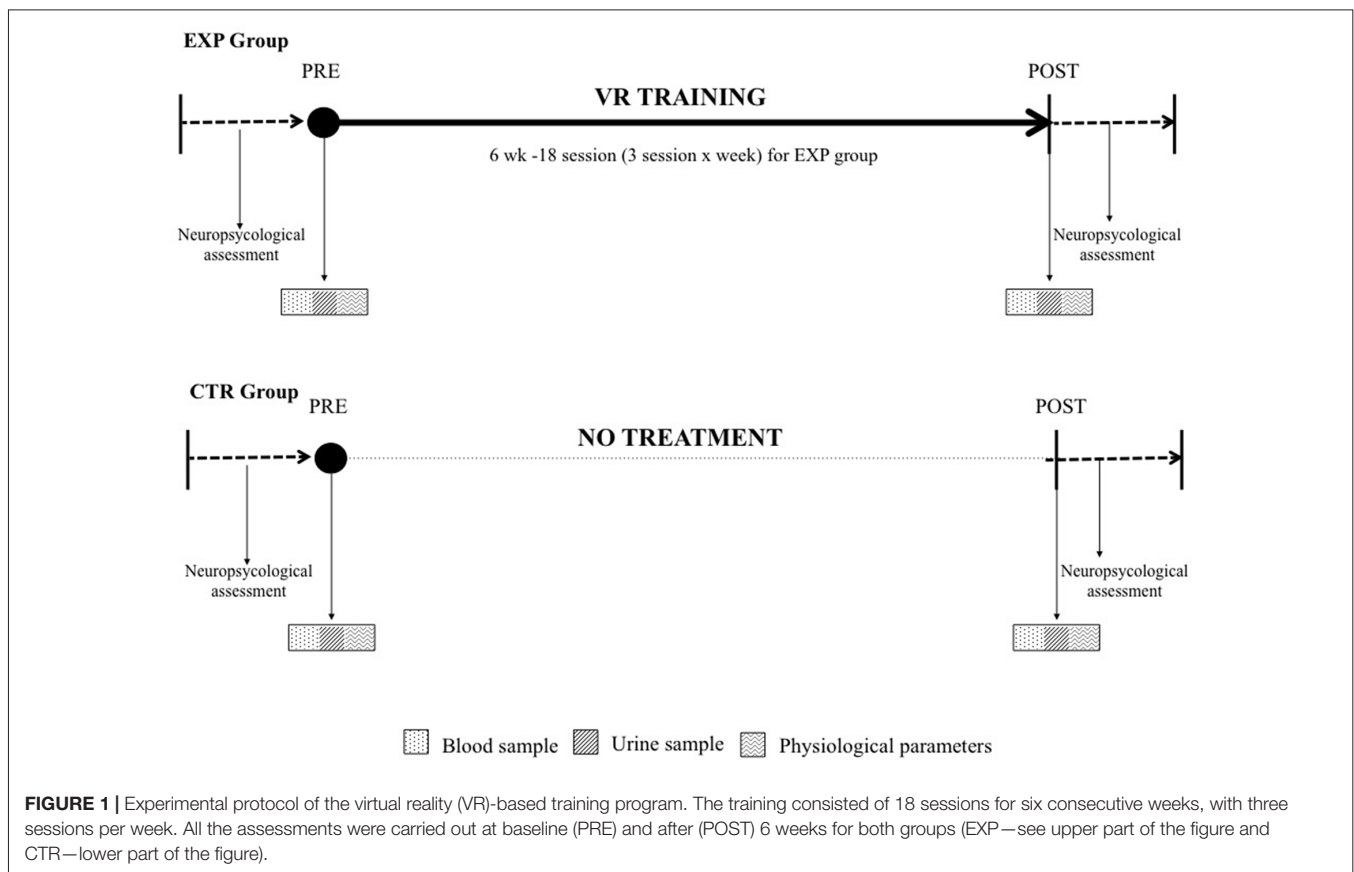 EXP Group
PRE
POST
VR TRAINING
6 wk -18 session (3 session x week) for EXP group
Neuropsycological
assessment
Neuropsycological
assessment
CTR Group
PRE
POST
NO TREATMENT
Neuropsycological
assessment
Neuropsycological
assessment
Blood sample Urine sample Physiological parameters
FIGURE 1 | Experimental protocol of the virtual reality (VR)-based training program. The training consisted of 18 sessions for six consecutive weeks, with three
sessions per week. All the assessments were carried out at baseline (PRE) and after (POST) 6 weeks for both groups (EXP—see upper part of the figure and
CTR—lower part of the figure).